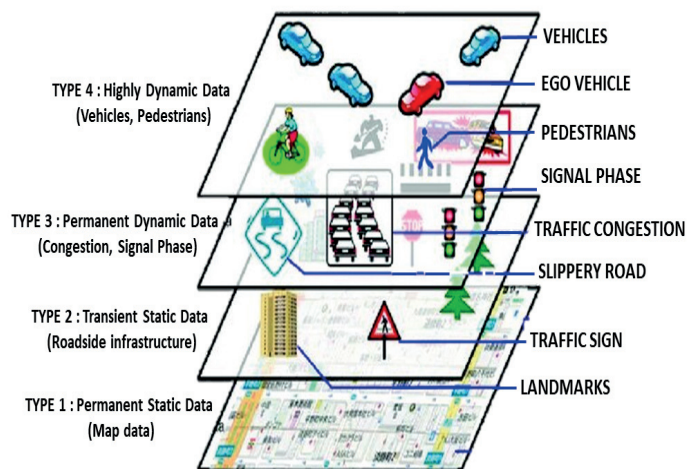 VEHICLES
TYPE 4 : Highly Dynamic Data
(Vehicles, Pedestrians)
EGO VEHICLE
PEDESTRIANS
SIGNAL PHASE
TYPE 3 : Permanent Dynamic Data
(Congestion, Signal Phase)
STOP
TRAFFIC CONGESTION
SLIPPERY ROAD
TYPE 2 : Transient Static Data
(Roadside infrastructure)
TRAFFIC SIGN
LANDMARKS
TYPE 1 : Permanent Static Data
(Map data)